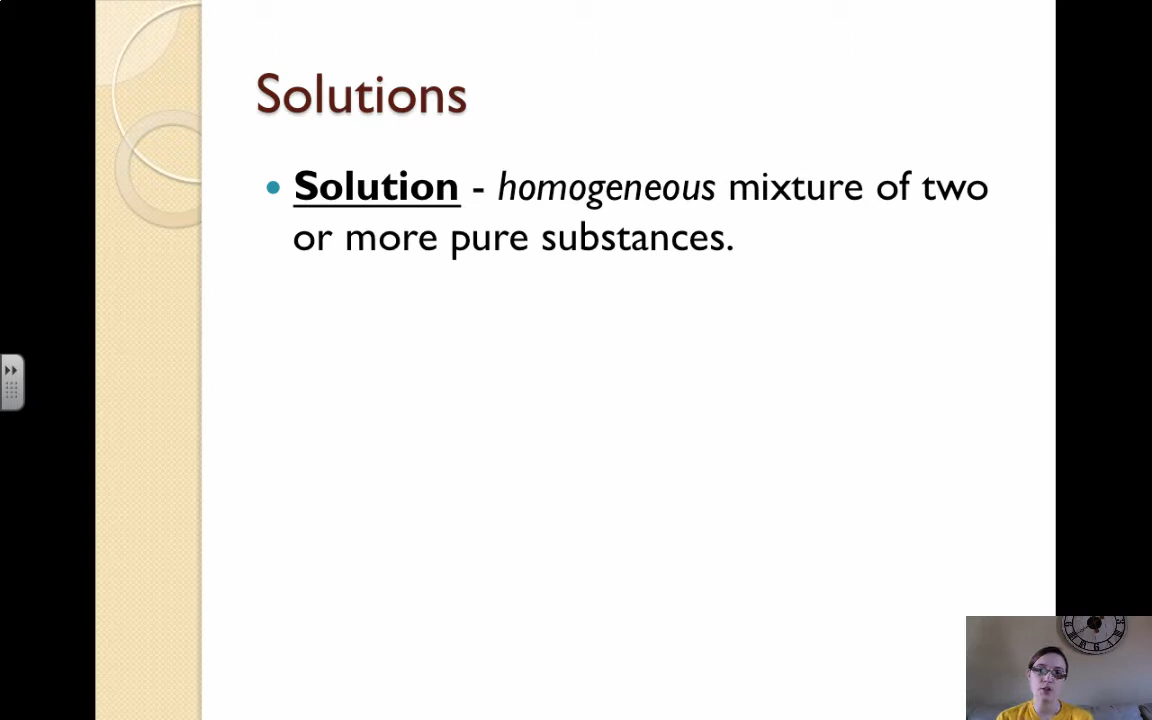 Solutions
• Solution - homogeneous mixture of two
or more pure substances.